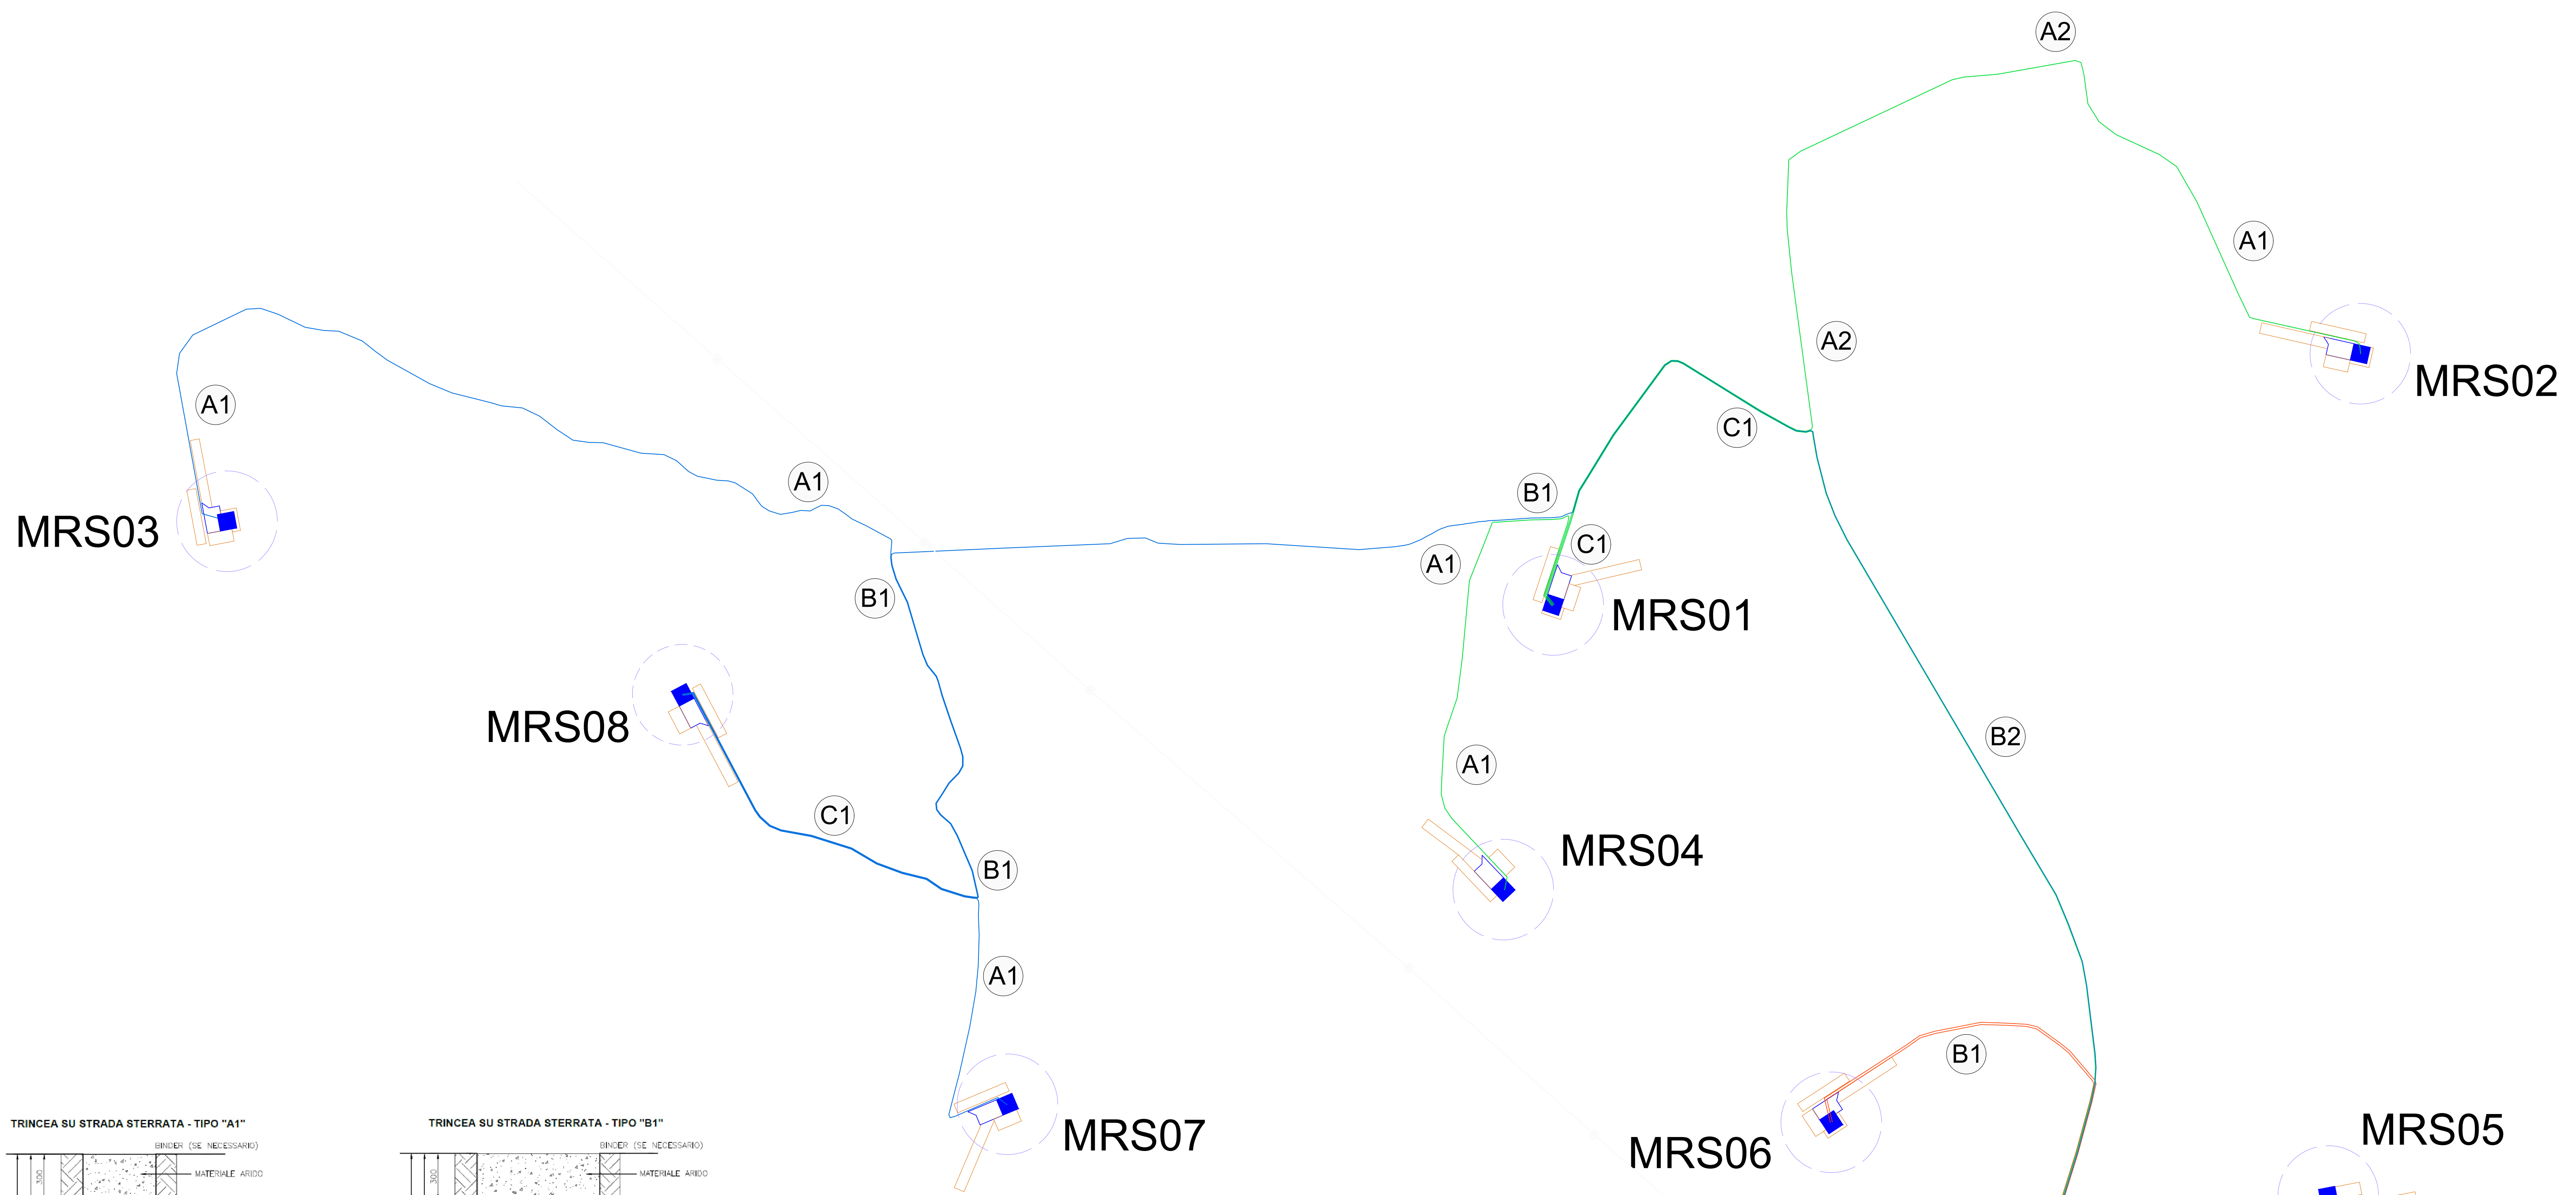 A2
A1
MRS02
A2
C1
A1
MRS03
A1
B1
A1
C1
MRS01
B1
MRS08
C1
B1
A1
MRS04
B2
A1
B1
MRS07
MRS06
MRS05
TRINCEA SU STRADA STERRATA - TIPO "A1"
BINDER (SE NECESSARIO)
MATERIALE ARIDO
300
TRINCEA SU STRADA STERRATA - TIPO "B1"
BINDER (SE NECESSARIO)
MATERIALE ARIDO
300